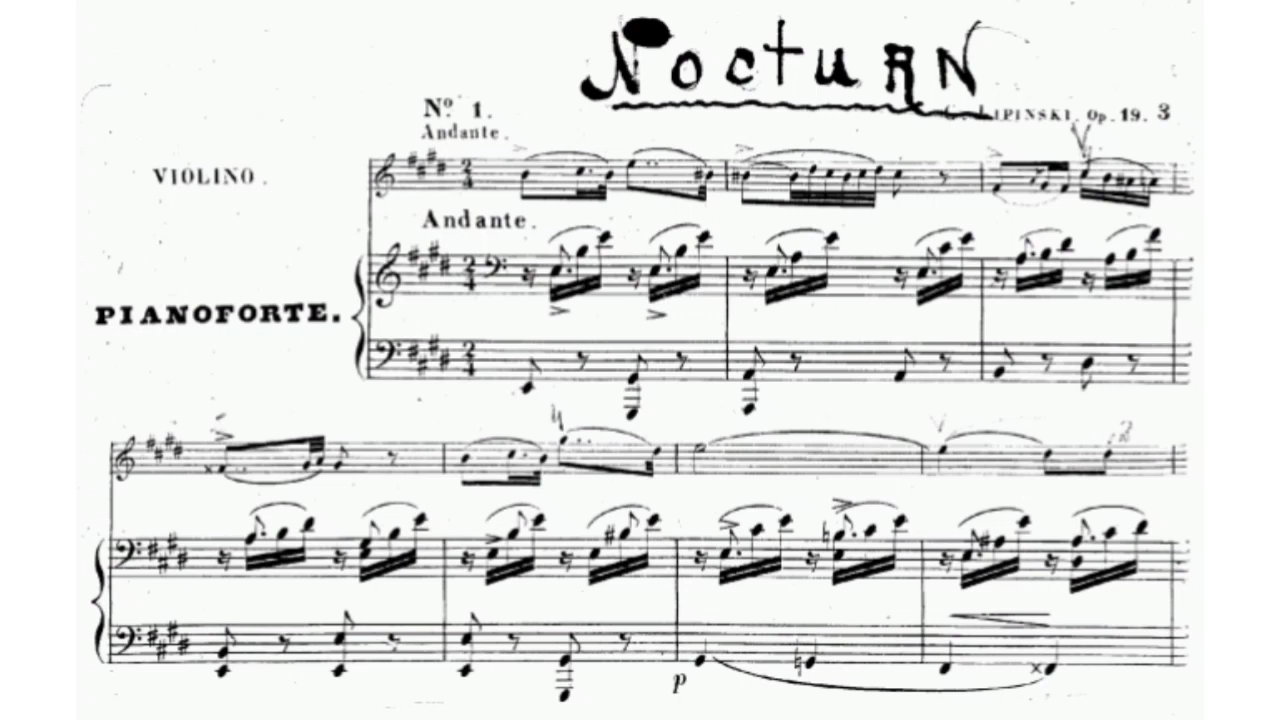 Nocturn
Nº 1.
C. LIPINSKI. Op. 19. 3
Andante.
VIOLINO.
Andante.
PIANOFORTE.
p